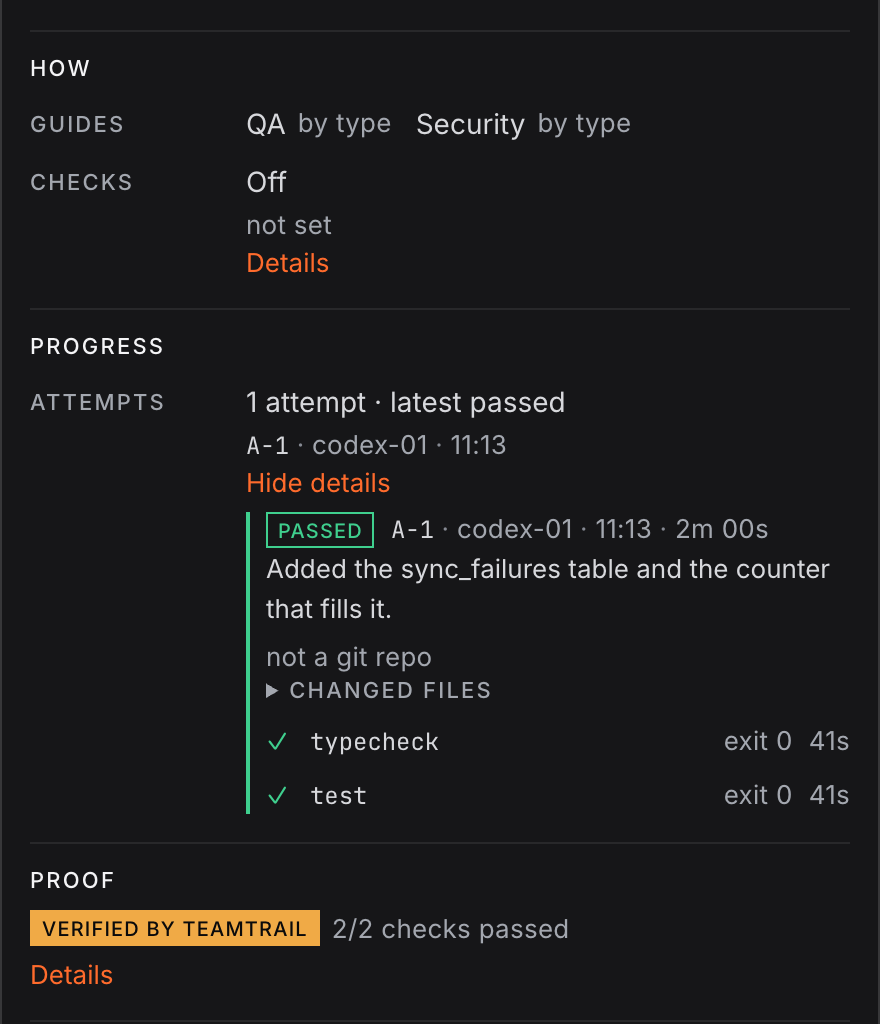 HOW
GUIDES QA by type Security by type
CHECKS Off
not set
Details
PROGRESS
ATTEMPTS 1 attempt · latest passed
A-1 · codex-01 · 11:13
Hide details
PASSED A-1 · codex-01 · 11:13 · 2m 00s
Added the sync_failures table and the counter
that fills it.
not a git repo
▶ CHANGED FILES
✓ typecheck exit 0 41s
✓ test exit 0 41s
PROOF
VERIFIED BY TEAMTRAIL 2/2 checks passed
Details